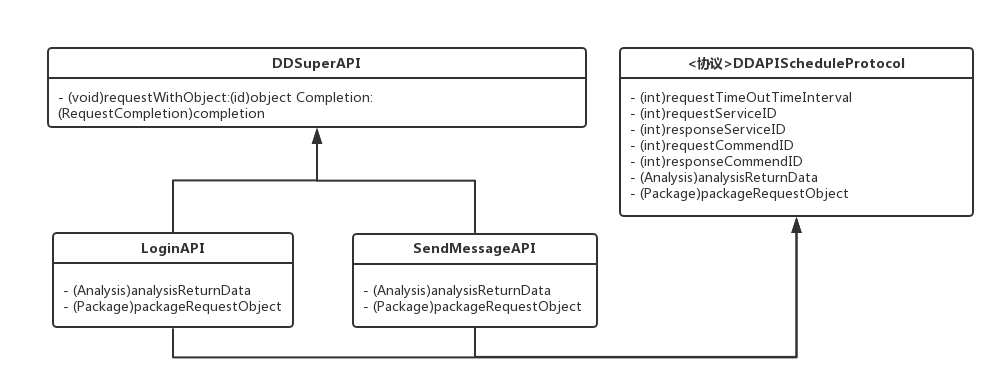 DDSuperAPI
- (void)requestWithObject:(id)object Completion:
(RequestCompletion)completion
<协议>DDAPIScheduleProtocol
- (int)requestTimeOutTimeInterval
- (int)requestServiceID
- (int)responseServiceID
- (int)requestCommendID
- (int)responseCommendID
- (Analysis)analysisReturnData
- (Package)packageRequestObject
LoginAPI
- (Analysis)analysisReturnData
- (Package)packageRequestObject
SendMessageAPI
- (Analysis)analysisReturnData
- (Package)packageRequestObject